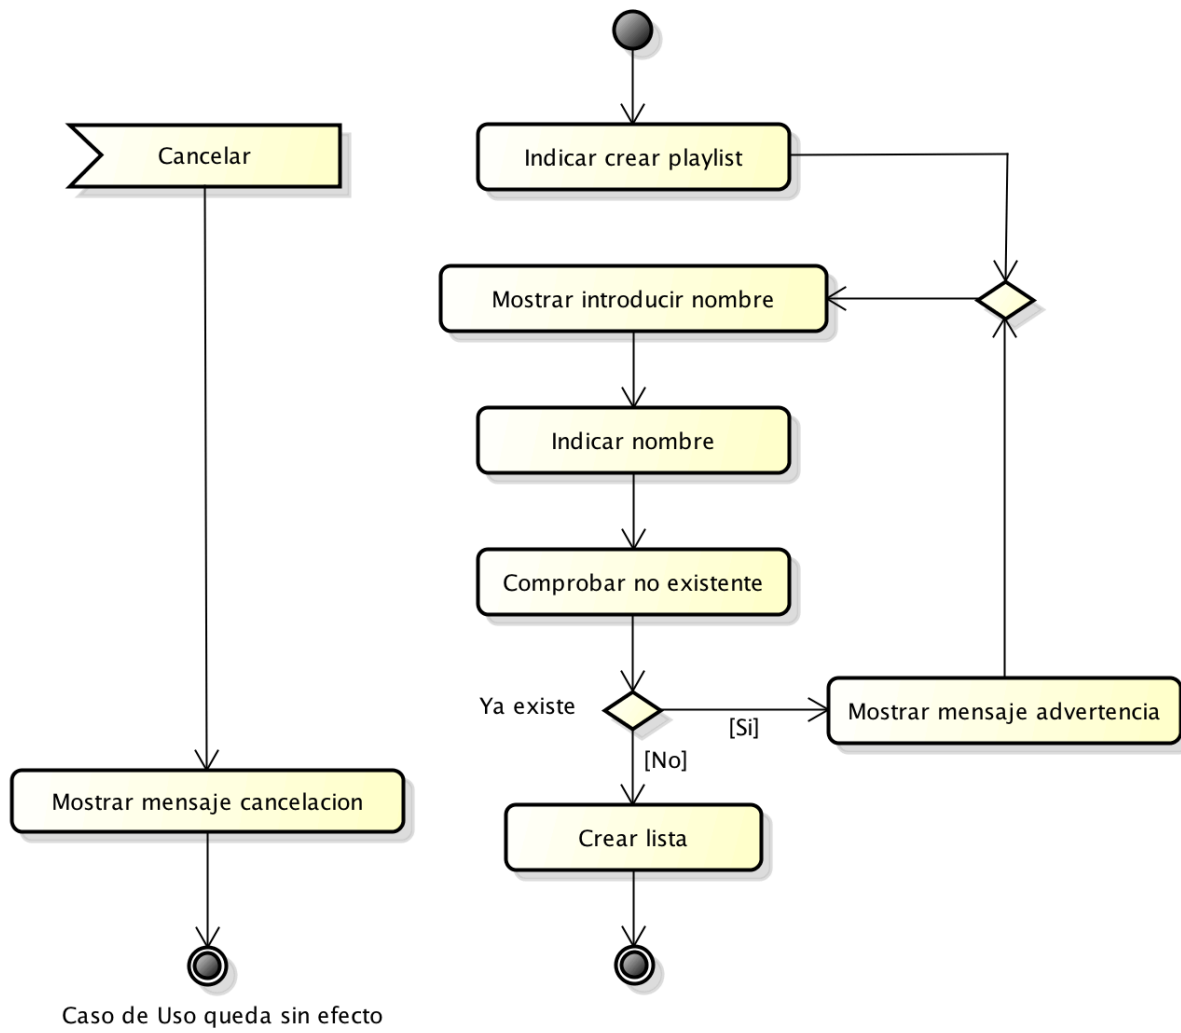 Cancelar
Indicar crear playlist
Mostrar introducir nombre
Indicar nombre
Comprobar no existente
Ya existe
[Si]
Mostrar mensaje advertencia
[No]
Mostrar mensaje cancelacion
Crear lista
Caso de Uso queda sin efecto